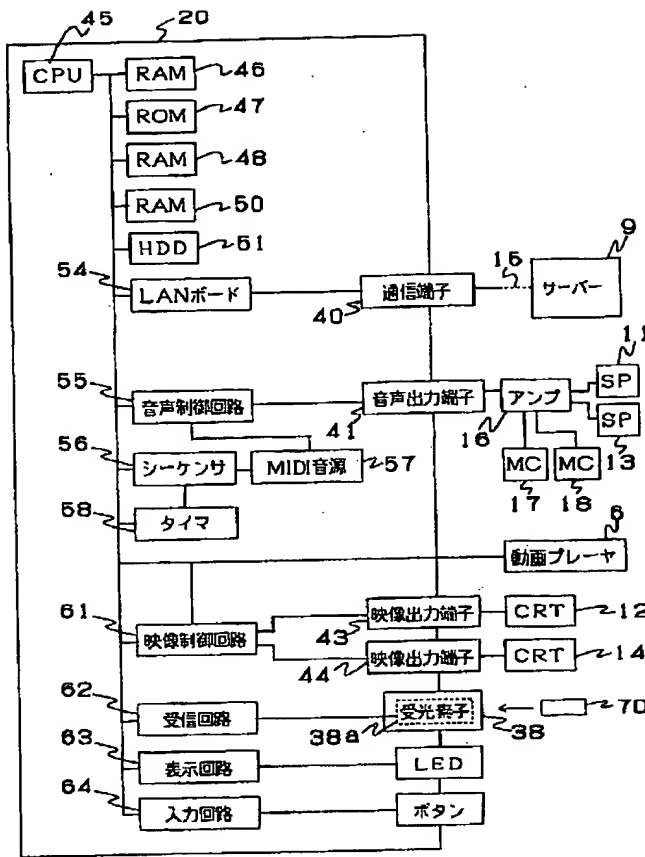 45
20
CPU
RAM
46
ROM
47
RAM
48
RAM
50
HDD
51
54
LANボード
通信端子
40
15
9
サーバー
55
音声制御回路
音声出力端子
41
アンプ
16
11
SP
SP
13
56
シーケンサ
MIDI音源
57
MC
MC
17
18
58
タイマ
6
動画プレーヤ
61
映像制御回路
映像出力端子
43
CRT
12
映像出力端子
44
CRT
14
62
受信回路
受光素子
38a
38
70
63
表示回路
LED
64
入力回路
ボタン